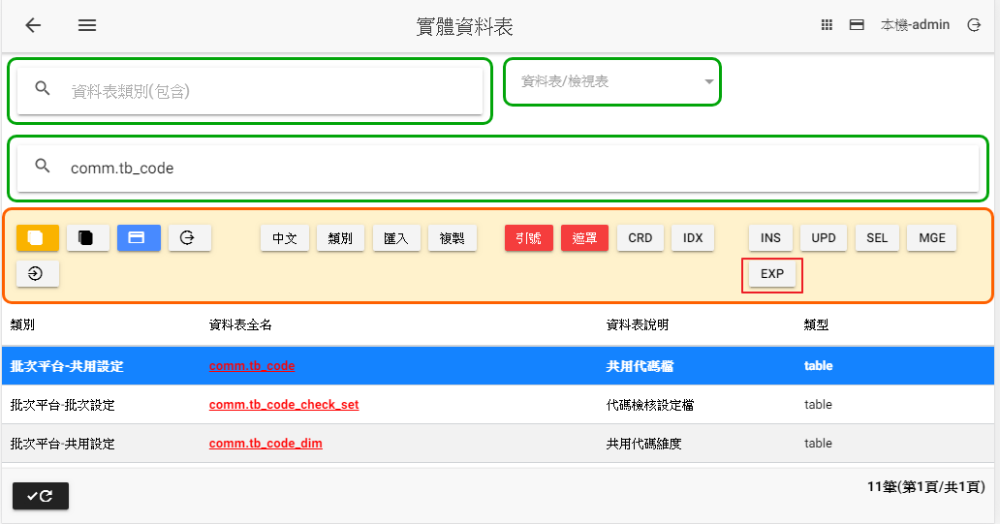 實體資料表
本機-admin
資料表類別(包含)
資料表/檢視表
comm.tb_code
中文 類別 匯入 複製 引號 遮罩 CRD IDX INS UPD SEL MGE
EXP
類別 資料表全名 資料表說明 類型
批次平台-共用設定 comm.tb_code 共用代碼檔 table
批次平台-批次設定 comm.tb_code_check_set 代碼檢核設定檔 table
批次平台-共用設定 comm.tb_code_dim 共用代碼維度 table
11筆(第1頁/共1頁)